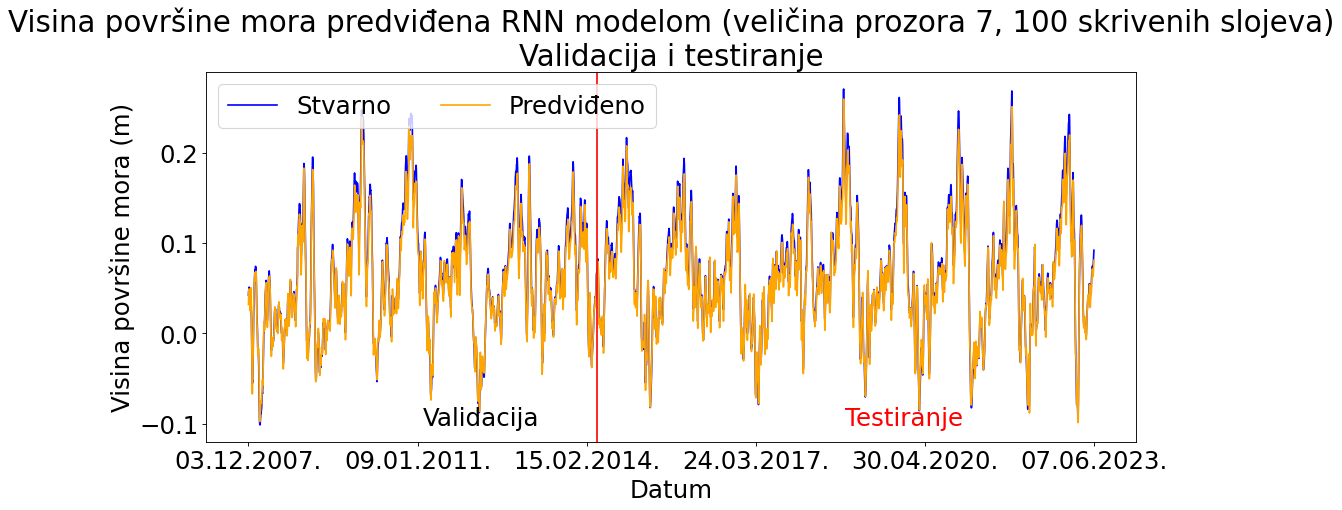 Visina površine mora predviđena RNN modelom (veličina prozora 7, 100 skrivenih slojeva)
Validacija i testiranje
Stvarno
Predviđeno
Visina površine mora (m)
0.2
0.1
0.0
−0.1
Validacija
Testiranje
03.12.2007.
09.01.2011.
15.02.2014.
24.03.2017.
30.04.2020.
07.06.2023.
Datum